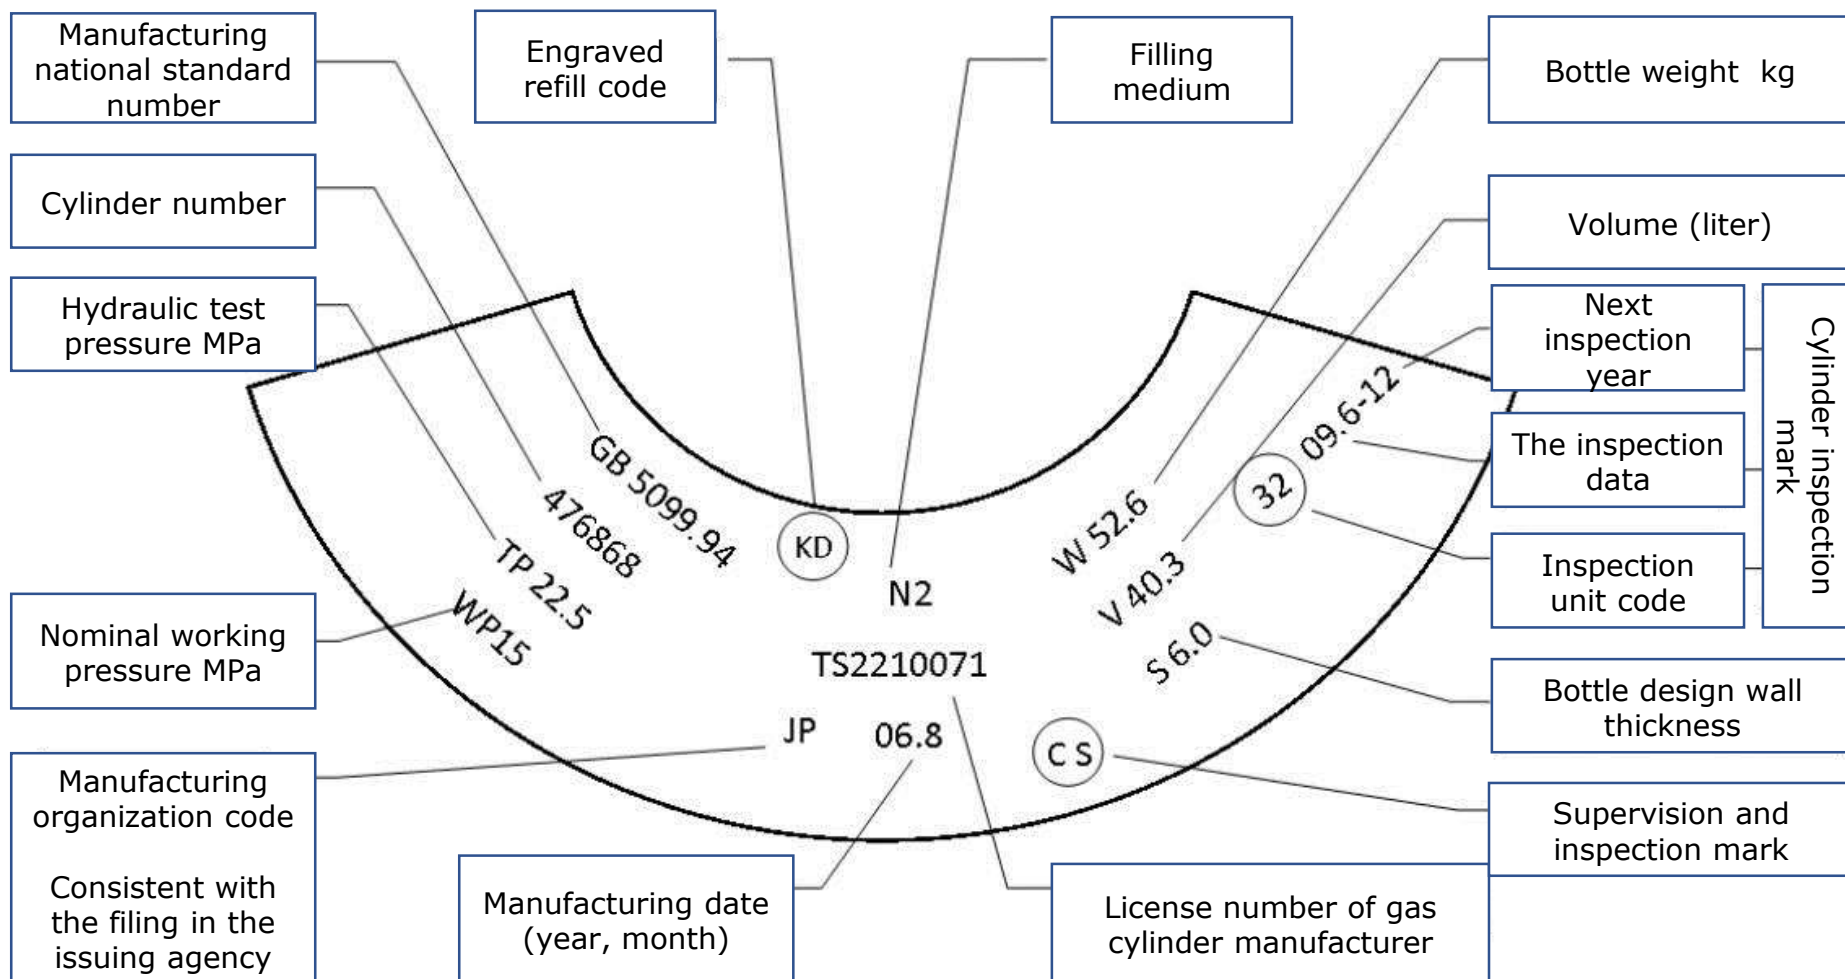 Manufacturing
national standard
number
Engraved
refill code
Filling
medium
Bottle weight  kg
Cylinder number
Volume (liter)
Hydraulic test
pressure MPa
Next
inspection
year
Cylinder inspection
mark
The inspection
data
Inspection
unit code
Nominal working
pressure MPa
Bottle design wall
thickness
Manufacturing
organization code
Consistent with
the filing in the
issuing agency
Manufacturing date
(year, month)
License number of gas
cylinder manufacturer
Supervision and
inspection mark
GB 5099.94
476868
TP 22.5
WP15
KD
N2
TS2210071
JP
06.8
C S
W 52.6
V 40.3
S 6.0
32
09.6-12